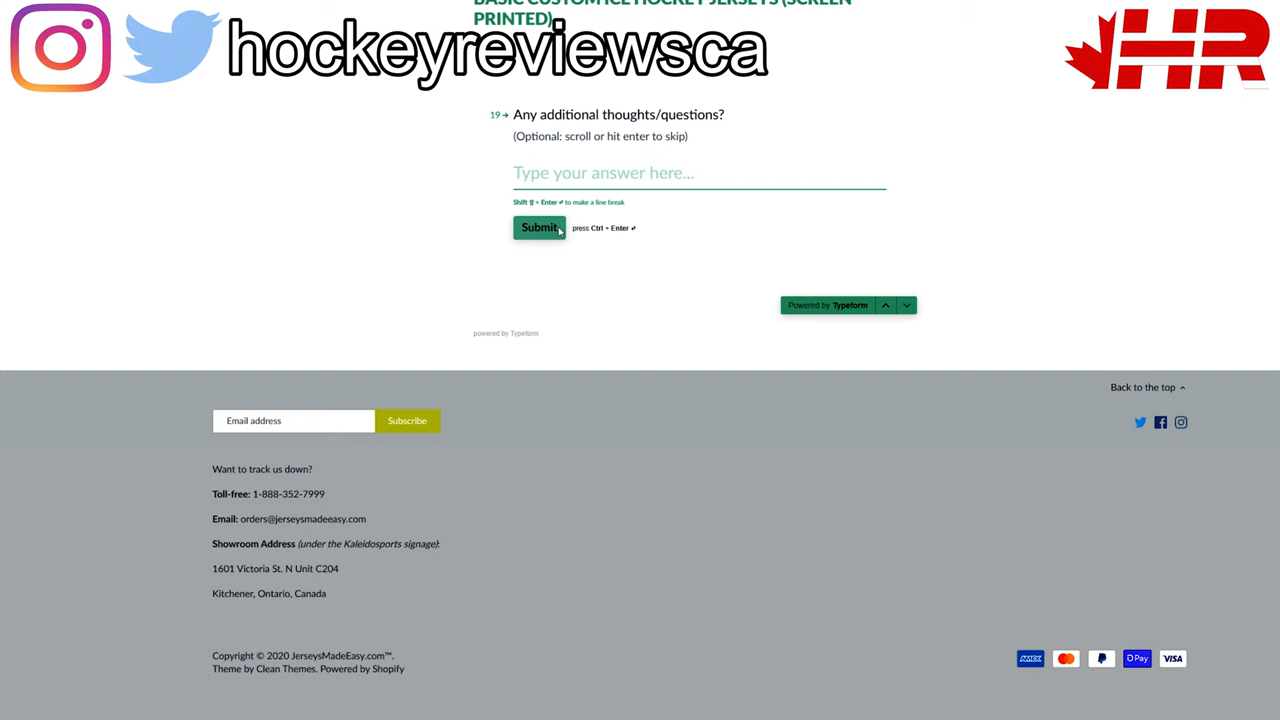 BASIC CUSTOM ICE HOCKEY JERSEYS (SCREEN
PRINTED)
hockeyreviewsca
HR
19 → Any additional thoughts/questions?
(Optional: scroll or hit enter to skip)
Type your answer here...
Shift ⇧ + Enter ↵ to make a line break
Submit press Ctrl + Enter ↵
Powered by Typeform
powered by Typeform
Back to the top
Email address Subscribe
Want to track us down?
Toll-free: 1-888-352-7999
Email: orders@jerseysmadeeasy.com
Showroom Address (under the Kaleidosports signage):
1601 Victoria St. N Unit C204
Kitchener, Ontario, Canada
Copyright © 2020 JerseysMadeEasy.com™.
Theme by Clean Themes. Powered by Shopify
AMEX PayPal OPay VISA